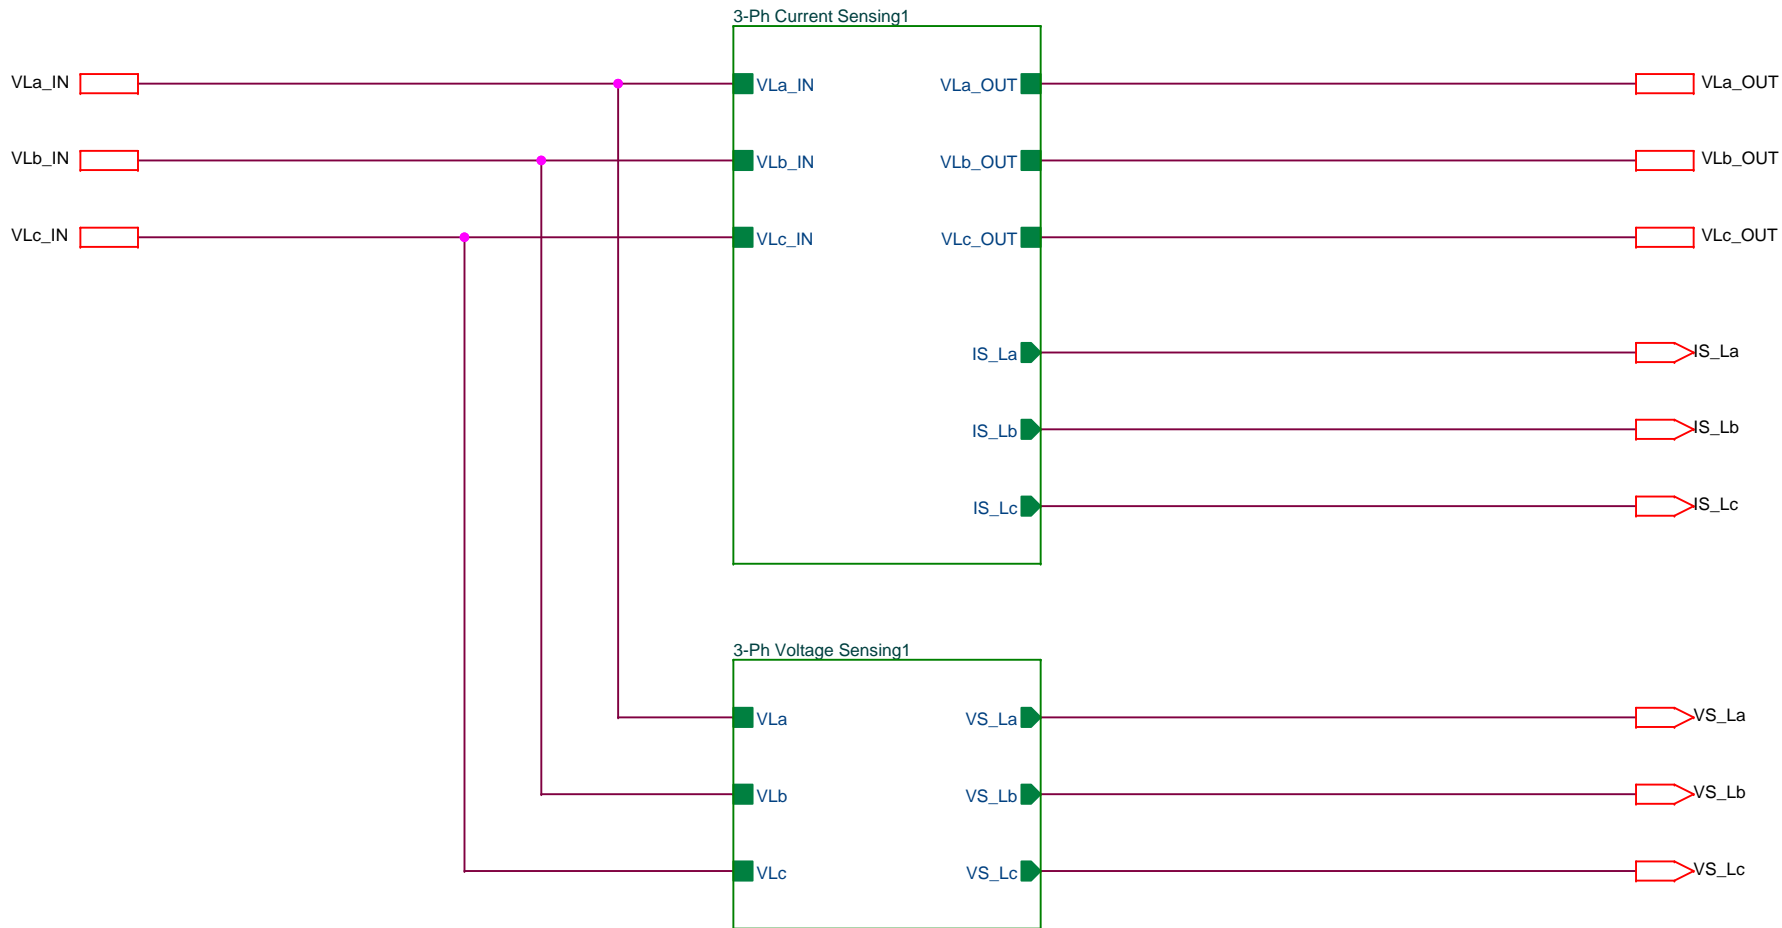 3-Ph Current Sensing1
VLa_IN VLa_IN VLa_OUT VLa_OUT
VLb_IN VLb_IN VLb_OUT VLb_OUT
VLc_IN VLc_IN VLc_OUT VLc_OUT
IS_La IS_La
IS_Lb IS_Lb
IS_Lc IS_Lc
3-Ph Voltage Sensing1
VLa VS_La VS_La
VLb VS_Lb VS_Lb
VLc VS_Lc VS_Lc